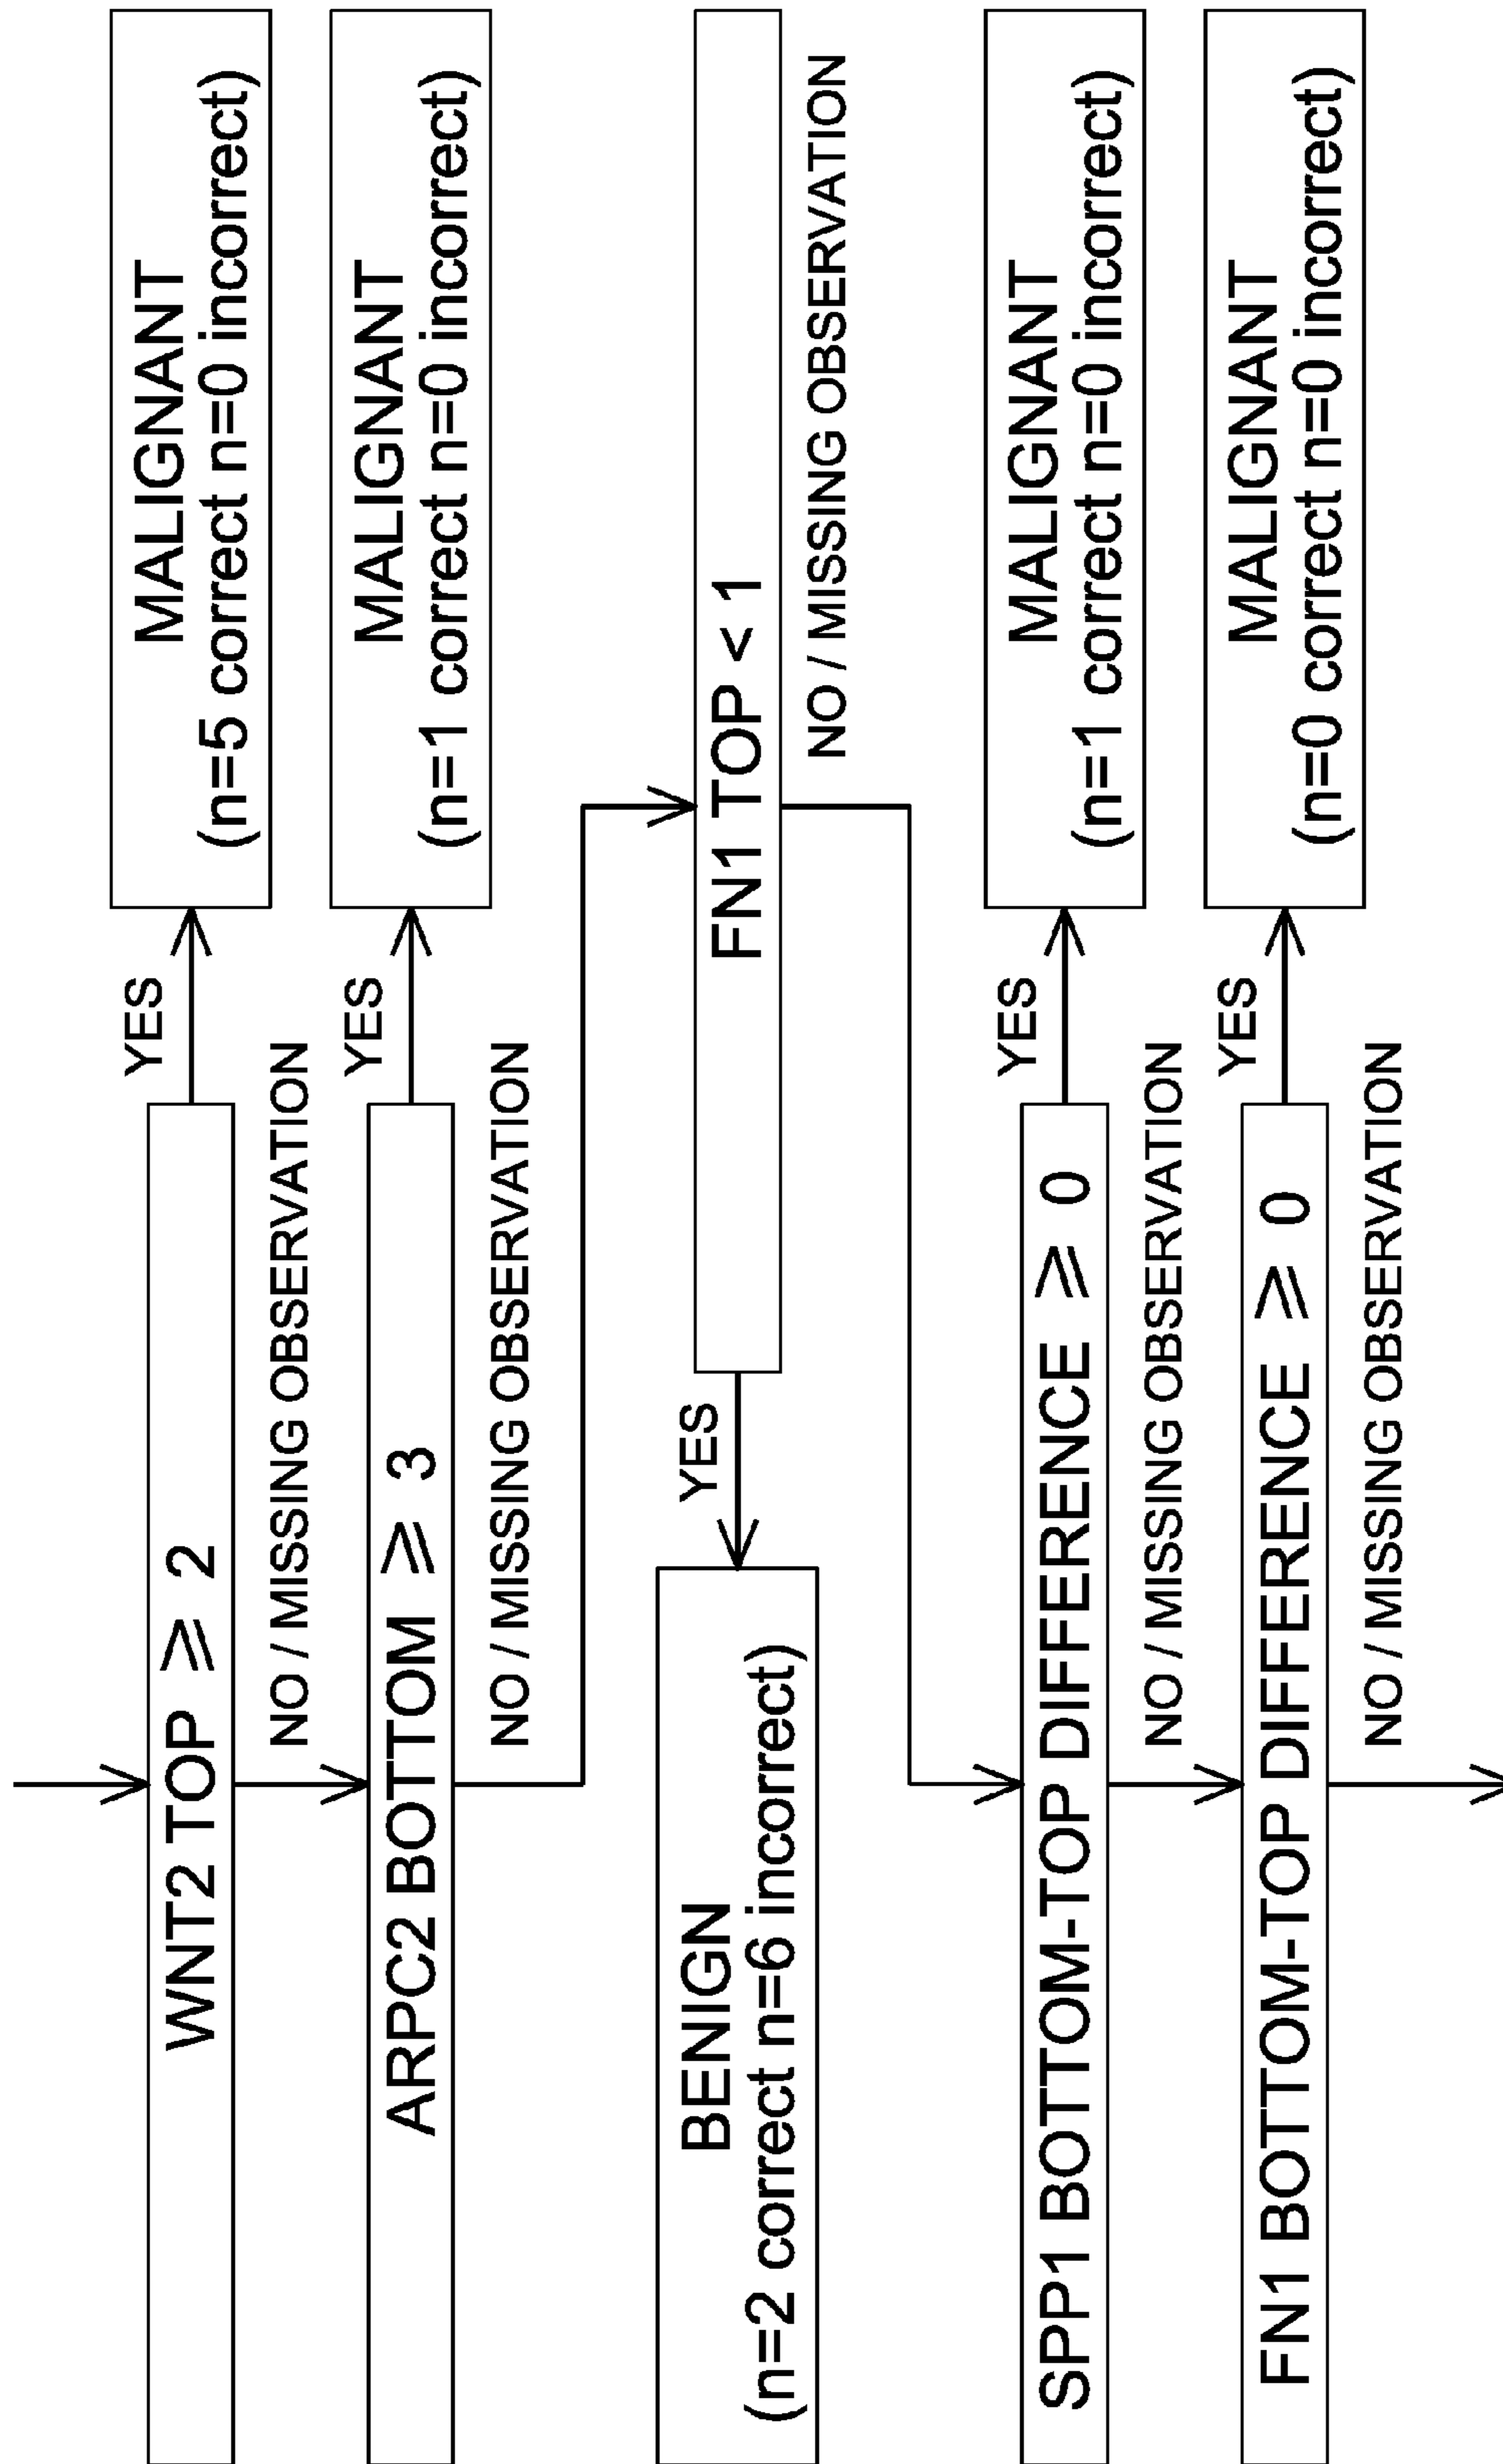 WNT2 TOP ⩾ 2
YES
MALIGNANT
(n=5 correct n=0 incorrect)
NO / MISSING OBSERVATION
ARPC2 BOTTOM ⩾ 3
YES
MALIGNANT
(n=1 correct n=0 incorrect)
NO / MISSING OBSERVATION
FN1 TOP < 1
YES
BENIGN
(n=2 correct n=6 incorrect)
NO / MISSING OBSERVATION
SPP1 BOTTOM-TOP DIFFERENCE ⩾ 0
YES
MALIGNANT
(n=1 correct n=0 incorrect)
NO / MISSING OBSERVATION
FN1 BOTTOM-TOP DIFFERENCE ⩾ 0
YES
MALIGNANT
(n=0 correct n=0 incorrect)
NO / MISSING OBSERVATION